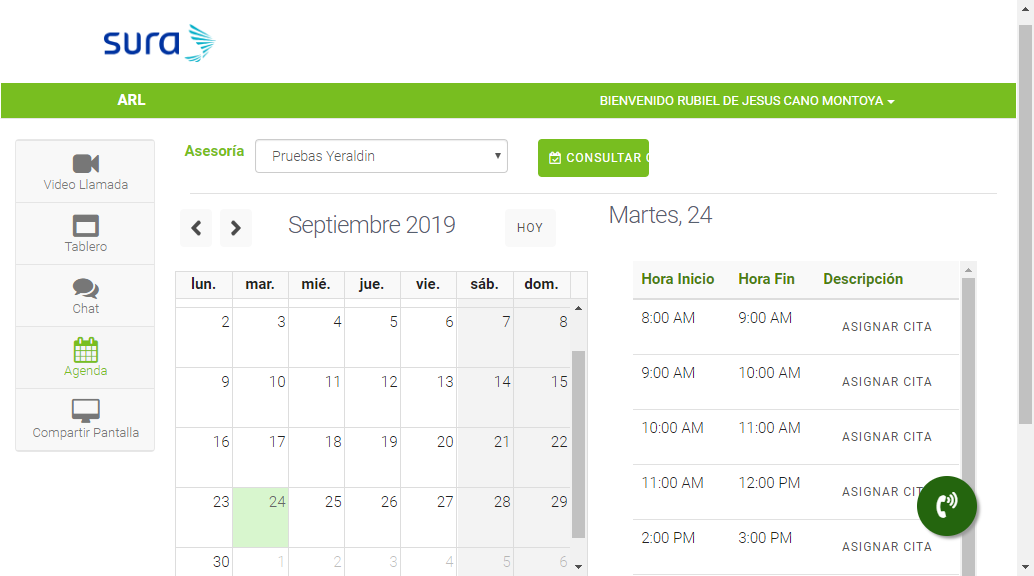 sura
ARL
BIENVENIDO RUBIEL DE JESUS CANO MONTOYA
Video Llamada
Tablero
Chat
Agenda
Compartir Pantalla
Asesoría
Pruebas Yeraldin
CONSULTAR
Septiembre 2019
HOY
lun. mar. mié. jue. vie. sáb. dom.
2 3 4 5 6 7 8
9 10 11 12 13 14 15
16 17 18 19 20 21 22
23 24 25 26 27 28 29
30 1 2 3 4 5 6
Martes, 24
Hora Inicio Hora Fin Descripción
8:00 AM 9:00 AM ASIGNAR CITA
9:00 AM 10:00 AM ASIGNAR CITA
10:00 AM 11:00 AM ASIGNAR CITA
11:00 AM 12:00 PM ASIGNAR
2:00 PM 3:00 PM ASIGNAR CITA